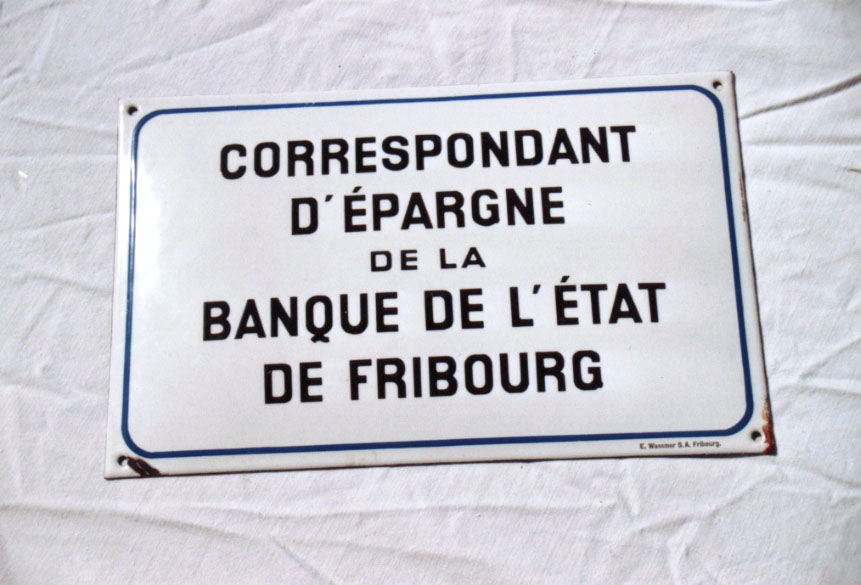 CORRESPONDANT
D'ÉPARGNE
DE LA
BANQUE DE L'ÉTAT
DE FRIBOURG
E. Wassmer S.A. Fribourg.